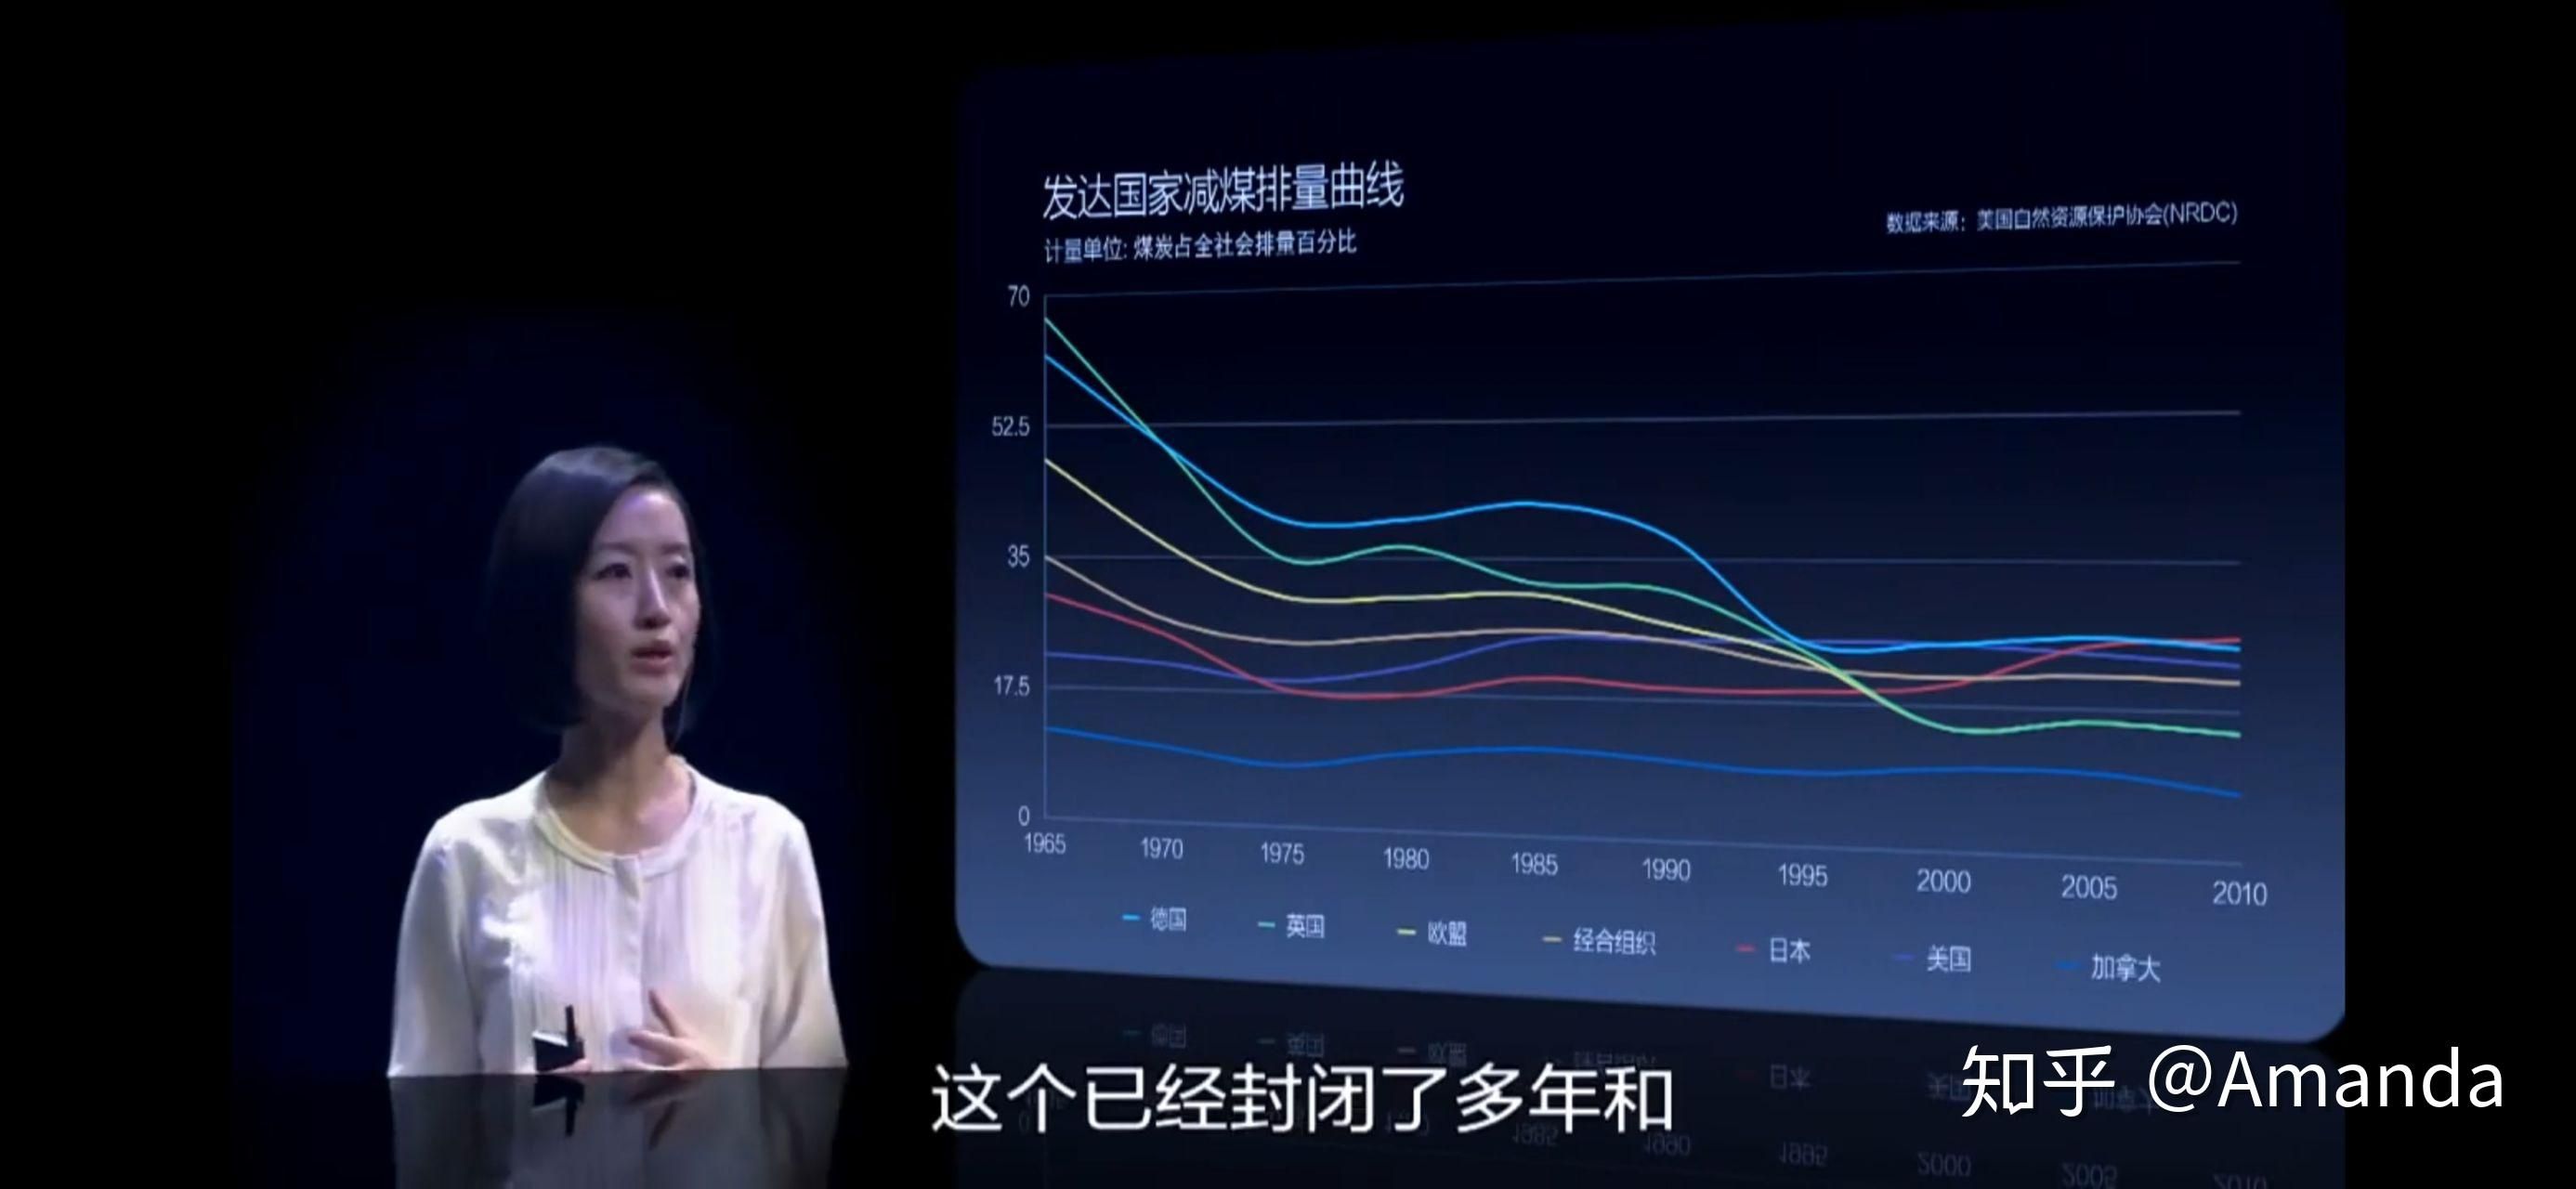 发达国家减煤排量曲线
计量单位: 煤炭占全社会排量百分比
数据来源：美国自然资源保护协会(NRDC)
70
52.5
35
17.5
0
1965 1970 1975 1980 1985 1990 1995 2000 2005 2010
德国 英国 欧盟 经合组织 日本 美国 加拿大
这个已经封闭了多年和
知乎 @Amanda